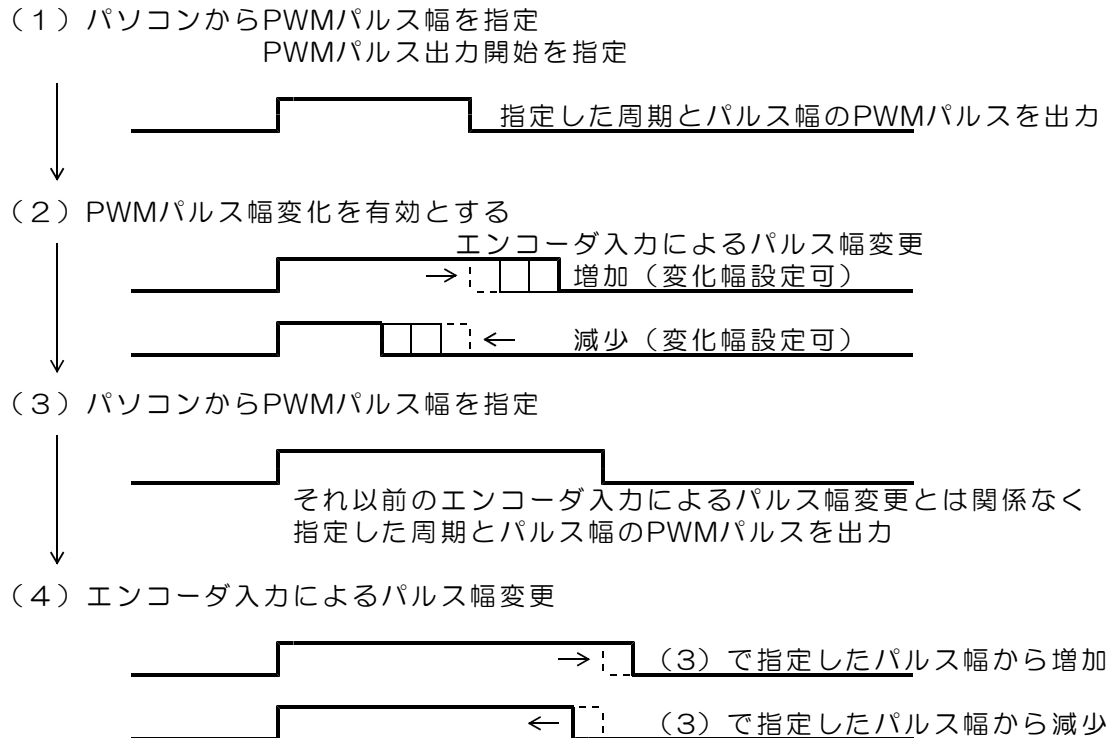 （1）パソコンからPWMパルス幅を指定
PWMパルス出力開始を指定
指定した周期とパルス幅のPWMパルスを出力
（2）PWMパルス幅変化を有効とする
エンコーダ入力によるパルス幅変更
増加（変化幅設定可）
減少（変化幅設定可）
（3）パソコンからPWMパルス幅を指定
それ以前のエンコーダ入力によるパルス幅変更とは関係なく
指定した周期とパルス幅のPWMパルスを出力
（4）エンコーダ入力によるパルス幅変更
（3）で指定したパルス幅から増加
（3）で指定したパルス幅から減少